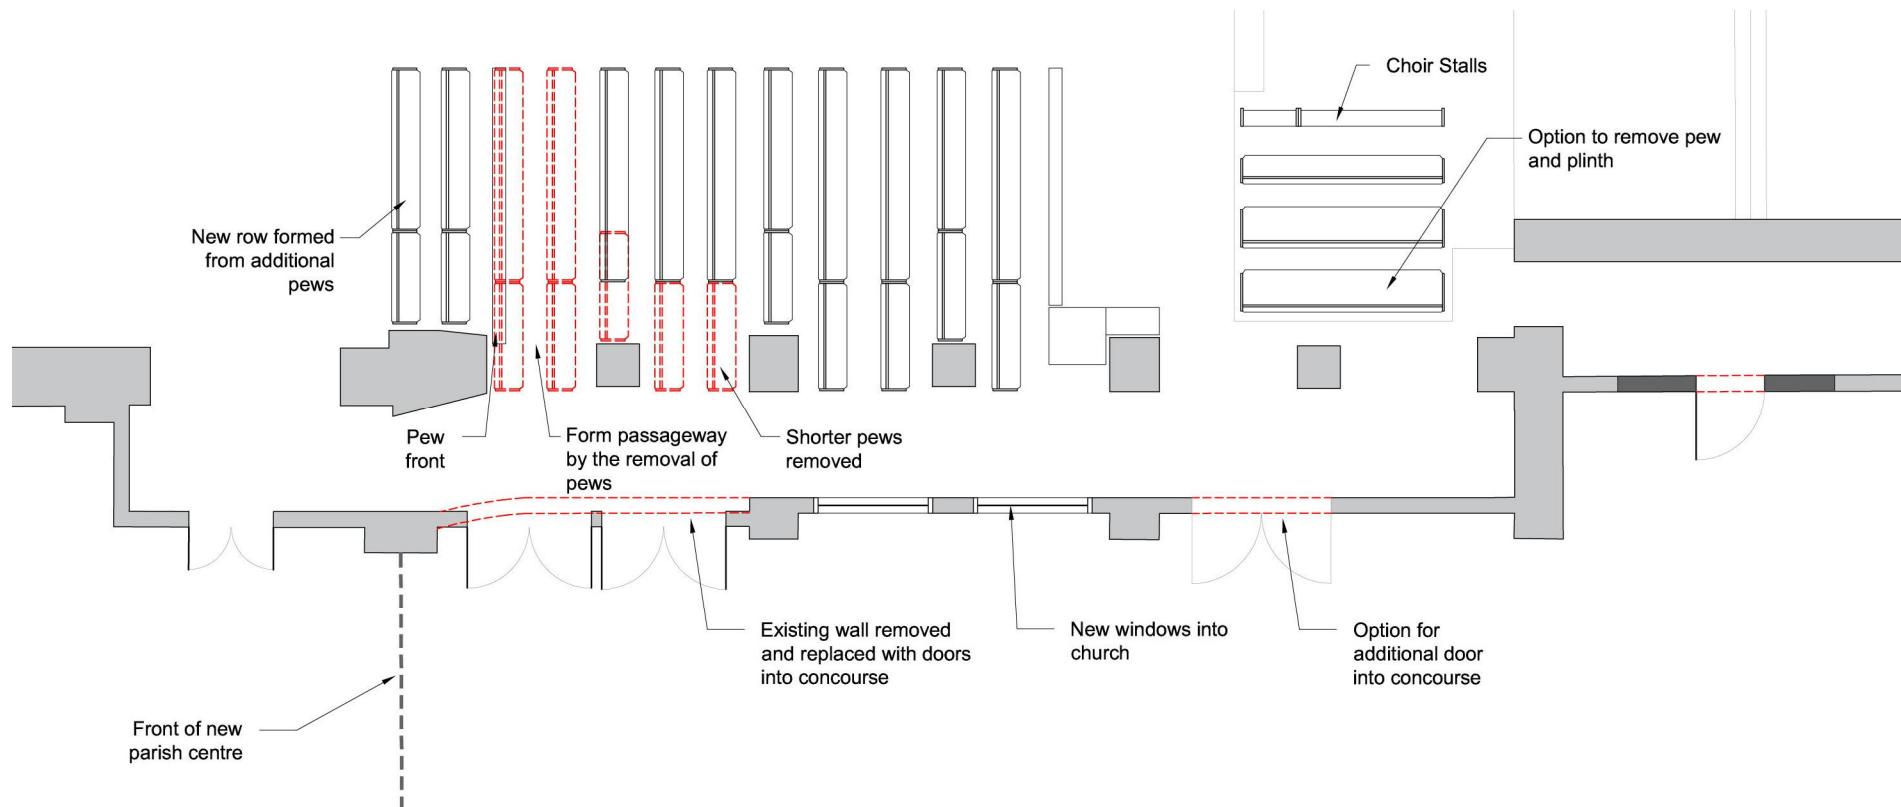 Choir Stalls
Option to remove pew
and plinth
New row formed
from additional
pews
Pew
front
Form passageway
by the removal of
pews
Shorter pews
removed
Existing wall removed
and replaced with doors
into concourse
New windows into
church
Option for
additional door
into concourse
Front of new
parish centre